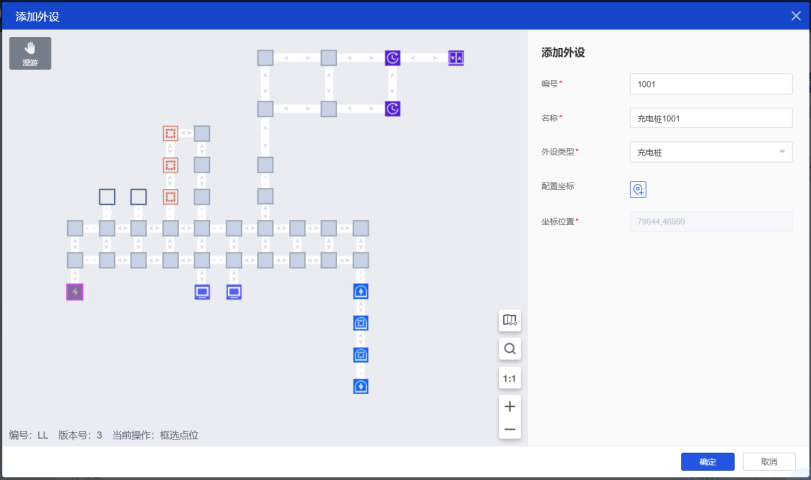 添加外设
漫游
添加外设
编号* 1001
名称* 充电桩1001
外设类型* 充电桩
配置坐标
坐标位置* 79644,46999
1:1
编号: LL 版本号: 3 当前操作: 框选点位
确定 取消